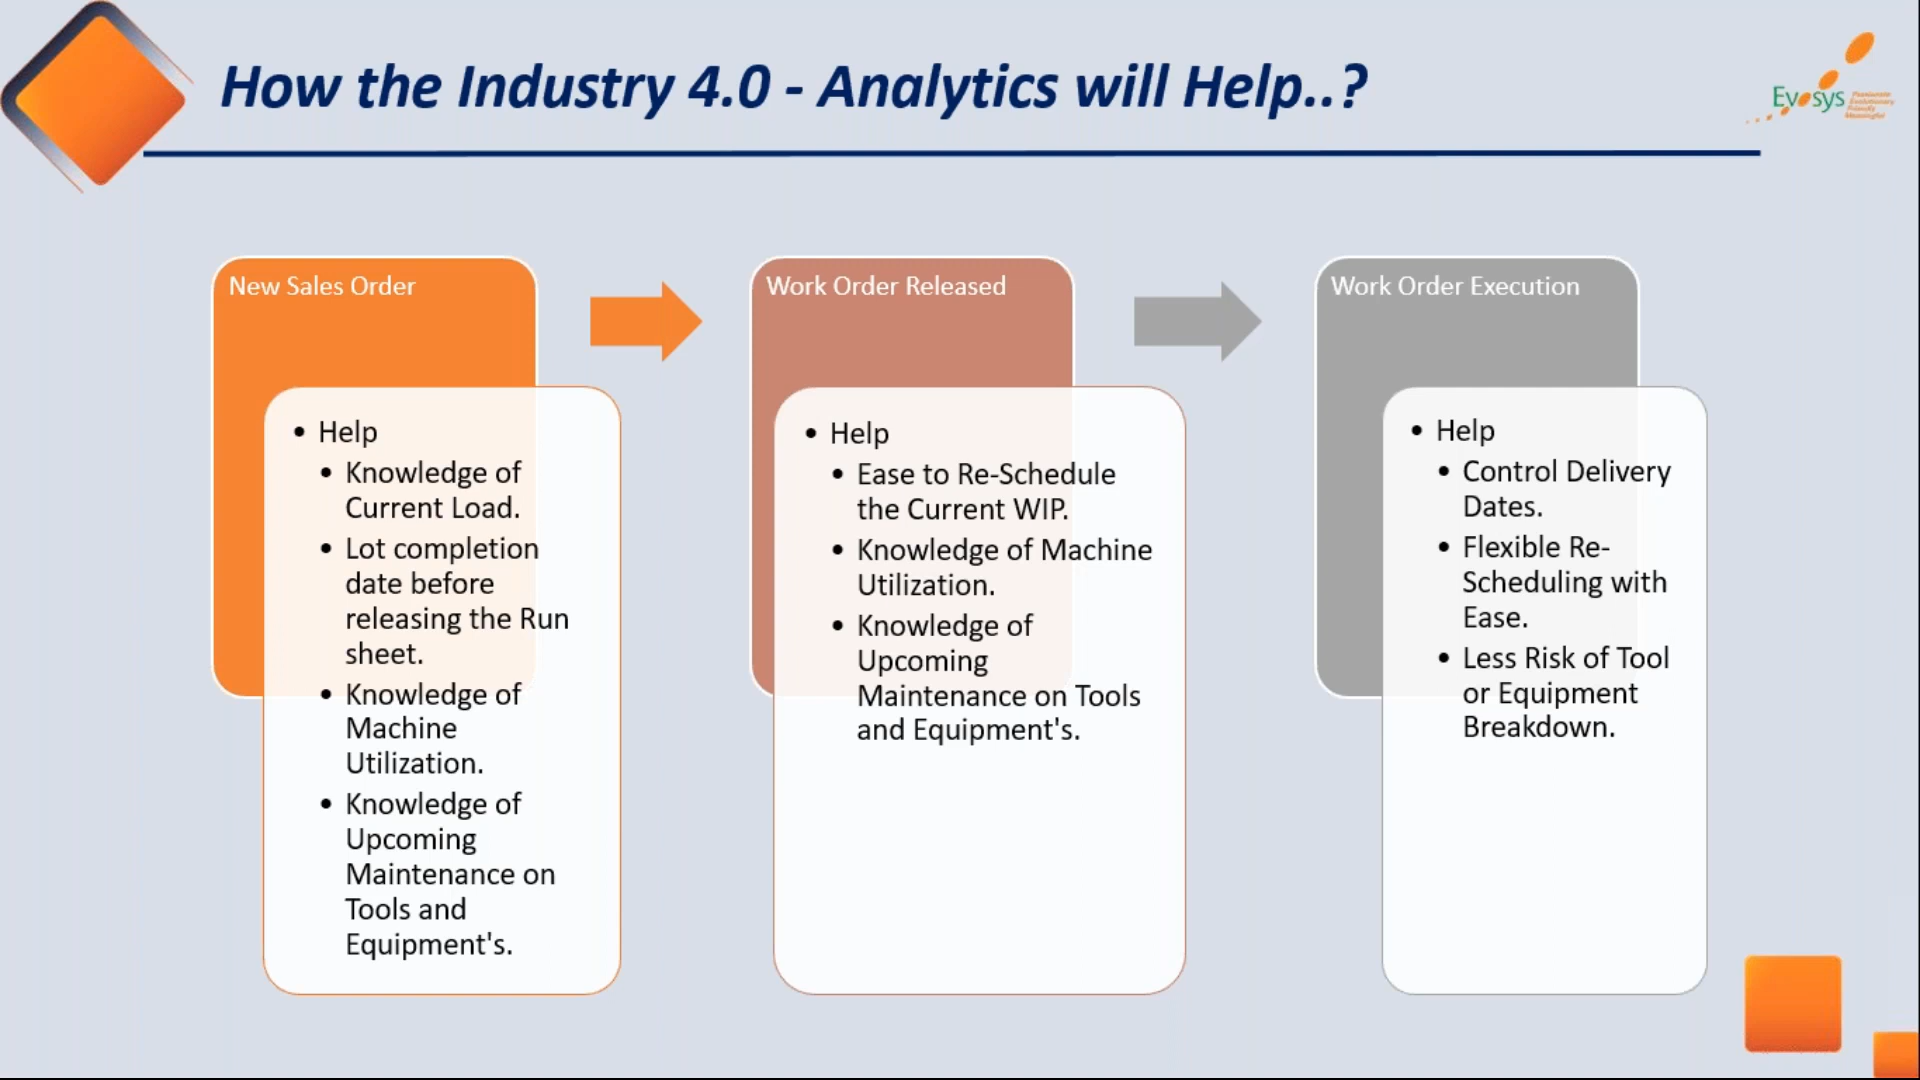 How the Industry 4.0 - Analytics will Help..?
Evosys
Passionate
Evolutionary
Friendly
Meaningful
New Sales Order
• Help
• Knowledge of
Current Load.
• Lot completion
date before
releasing the Run
sheet.
• Knowledge of
Machine
Utilization.
• Knowledge of
Upcoming
Maintenance on
Tools and
Equipment's.
Work Order Released
• Help
• Ease to Re-Schedule
the Current WIP.
• Knowledge of Machine
Utilization.
• Knowledge of
Upcoming
Maintenance on Tools
and Equipment's.
Work Order Execution
• Help
• Control Delivery
Dates.
• Flexible Re-
Scheduling with
Ease.
• Less Risk of Tool
or Equipment
Breakdown.